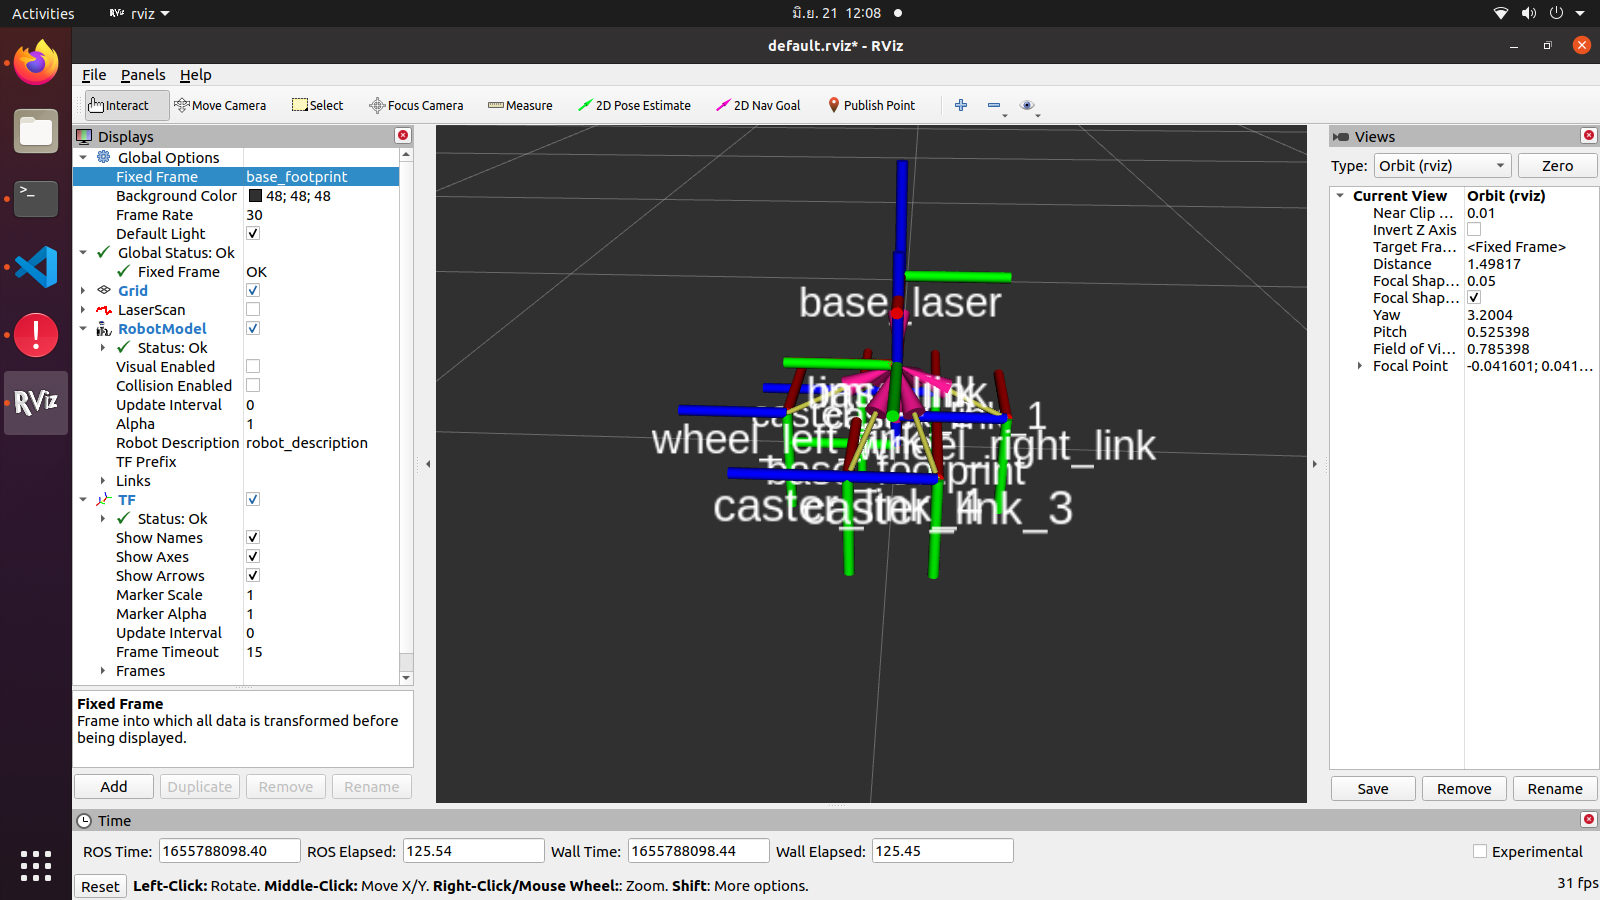 Activities
rviz
มิ.ย. 21 12:08
default.rviz* - RViz
File Panels Help
Interact Move Camera Select Focus Camera Measure 2D Pose Estimate 2D Nav Goal Publish Point
Displays
Global Options
Fixed Frame base_footprint
Background Color 48; 48; 48
Frame Rate 30
Default Light
Global Status: Ok
Fixed Frame OK
Grid
LaserScan
RobotModel
Status: Ok
Visual Enabled
Collision Enabled
Update Interval 0
Alpha 1
Robot Description robot_description
TF Prefix
Links
TF
Status: Ok
Show Names
Show Axes
Show Arrows
Marker Scale 1
Marker Alpha 1
Update Interval 0
Frame Timeout 15
Frames
Fixed Frame
Frame into which all data is transformed before
being displayed.
Add Duplicate Remove Rename
RViz
base_laser
wheel_left_link
wheel_right_link
base_footprint
caster_link_4
caster_link_3
Views
Type: Orbit (rviz) Zero
Current View Orbit (rviz)
Near Clip ... 0.01
Invert Z Axis
Target Fra... <Fixed Frame>
Distance 1.49817
Focal Shap... 0.05
Focal Shap...
Yaw 3.2004
Pitch 0.525398
Field of Vi... 0.785398
Focal Point -0.041601; 0.041...
Save Remove Rename
Time
ROS Time: 1655788098.40 ROS Elapsed: 125.54 Wall Time: 1655788098.44 Wall Elapsed: 125.45 Experimental
Reset Left-Click: Rotate. Middle-Click: Move X/Y. Right-Click/Mouse Wheel:: Zoom. Shift: More options. 31 fps